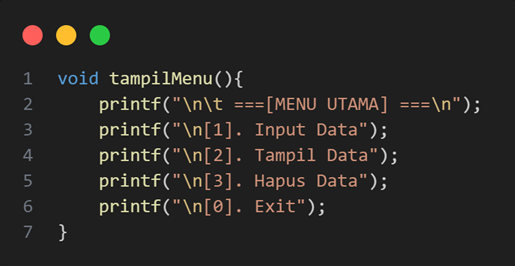 1 void tampilMenu(){
2     printf("\n\t ===[MENU UTAMA] ===\n");
3     printf("\n[1]. Input Data");
4     printf("\n[2]. Tampil Data");
5     printf("\n[3]. Hapus Data");
6     printf("\n[0]. Exit");
7 }